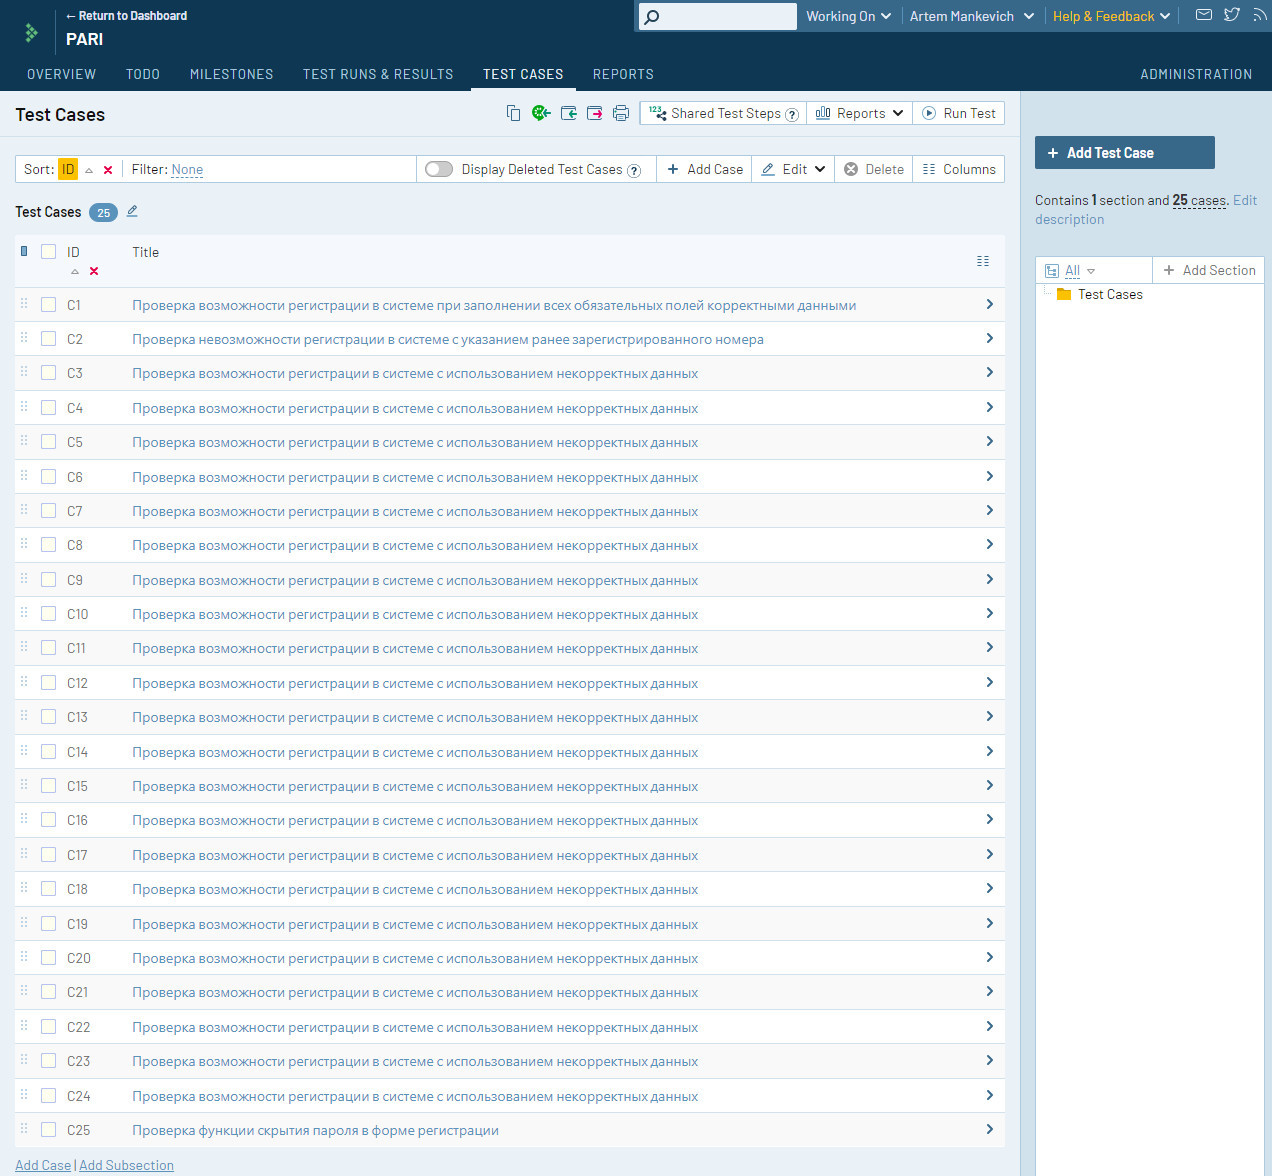 ← Return to Dashboard
PARI
Working On
Artem Mankevich
Help & Feedback
OVERVIEW TODO MILESTONES TEST RUNS & RESULTS TEST CASES REPORTS ADMINISTRATION
Test Cases
123 Shared Test Steps ?
Reports
Run Test
Sort: ID
Filter: None
Display Deleted Test Cases ?
+ Add Case
Edit
Delete
Columns
Test Cases 25
ID Title
C1 Проверка возможности регистрации в системе при заполнении всех обязательных полей корректными данными
C2 Проверка невозможности регистрации в системе с указанием ранее зарегистрированного номера
C3 Проверка возможности регистрации в системе с использованием некорректных данных
C4 Проверка возможности регистрации в системе с использованием некорректных данных
C5 Проверка возможности регистрации в системе с использованием некорректных данных
C6 Проверка возможности регистрации в системе с использованием некорректных данных
C7 Проверка возможности регистрации в системе с использованием некорректных данных
C8 Проверка возможности регистрации в системе с использованием некорректных данных
C9 Проверка возможности регистрации в системе с использованием некорректных данных
C10 Проверка возможности регистрации в системе с использованием некорректных данных
C11 Проверка возможности регистрации в системе с использованием некорректных данных
C12 Проверка возможности регистрации в системе с использованием некорректных данных
C13 Проверка возможности регистрации в системе с использованием некорректных данных
C14 Проверка возможности регистрации в системе с использованием некорректных данных
C15 Проверка возможности регистрации в системе с использованием некорректных данных
C16 Проверка возможности регистрации в системе с использованием некорректных данных
C17 Проверка возможности регистрации в системе с использованием некорректных данных
C18 Проверка возможности регистрации в системе с использованием некорректных данных
C19 Проверка возможности регистрации в системе с использованием некорректных данных
C20 Проверка возможности регистрации в системе с использованием некорректных данных
C21 Проверка возможности регистрации в системе с использованием некорректных данных
C22 Проверка возможности регистрации в системе с использованием некорректных данных
C23 Проверка возможности регистрации в системе с использованием некорректных данных
C24 Проверка возможности регистрации в системе с использованием некорректных данных
C25 Проверка функции скрытия пароля в форме регистрации
Add Case | Add Subsection
+ Add Test Case
Contains 1 section and 25 cases. Edit
description
All
+ Add Section
Test Cases